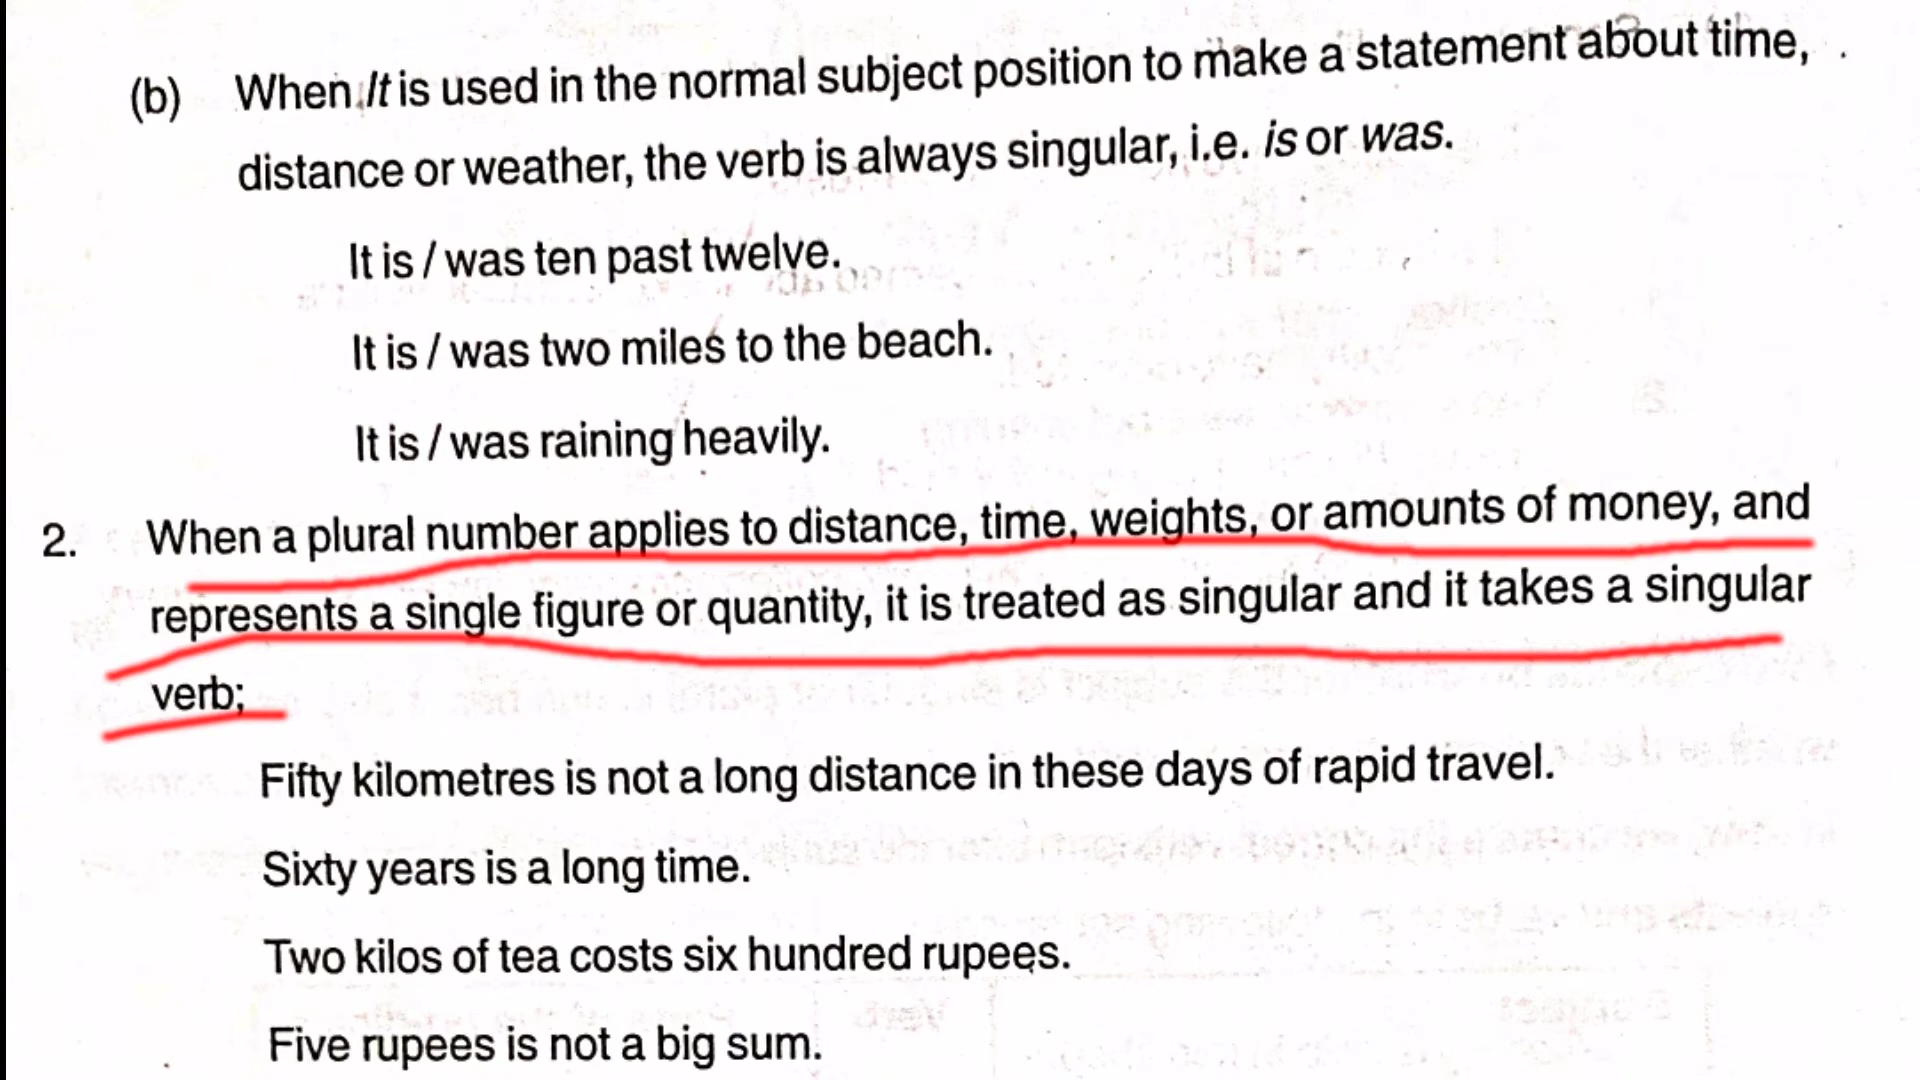 (b) When It is used in the normal subject position to make a statement about time,
distance or weather, the verb is always singular, i.e. is or was.
It is / was ten past twelve.
It is / was two miles to the beach.
It is / was raining heavily.
2. When a plural number applies to distance, time, weights, or amounts of money, and
represents a single figure or quantity, it is treated as singular and it takes a singular
verb;
Fifty kilometres is not a long distance in these days of rapid travel.
Sixty years is a long time.
Two kilos of tea costs six hundred rupees.
Five rupees is not a big sum.